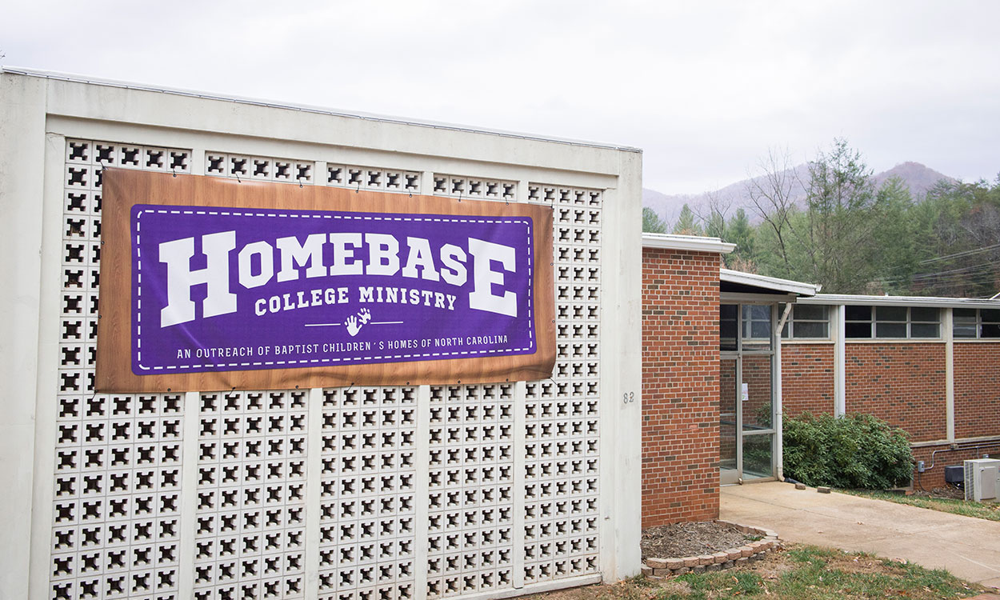 HOMEBASE
COLLEGE MINISTRY
AN OUTREACH OF BAPTIST CHILDREN'S HOMES OF NORTH CAROLINA
82